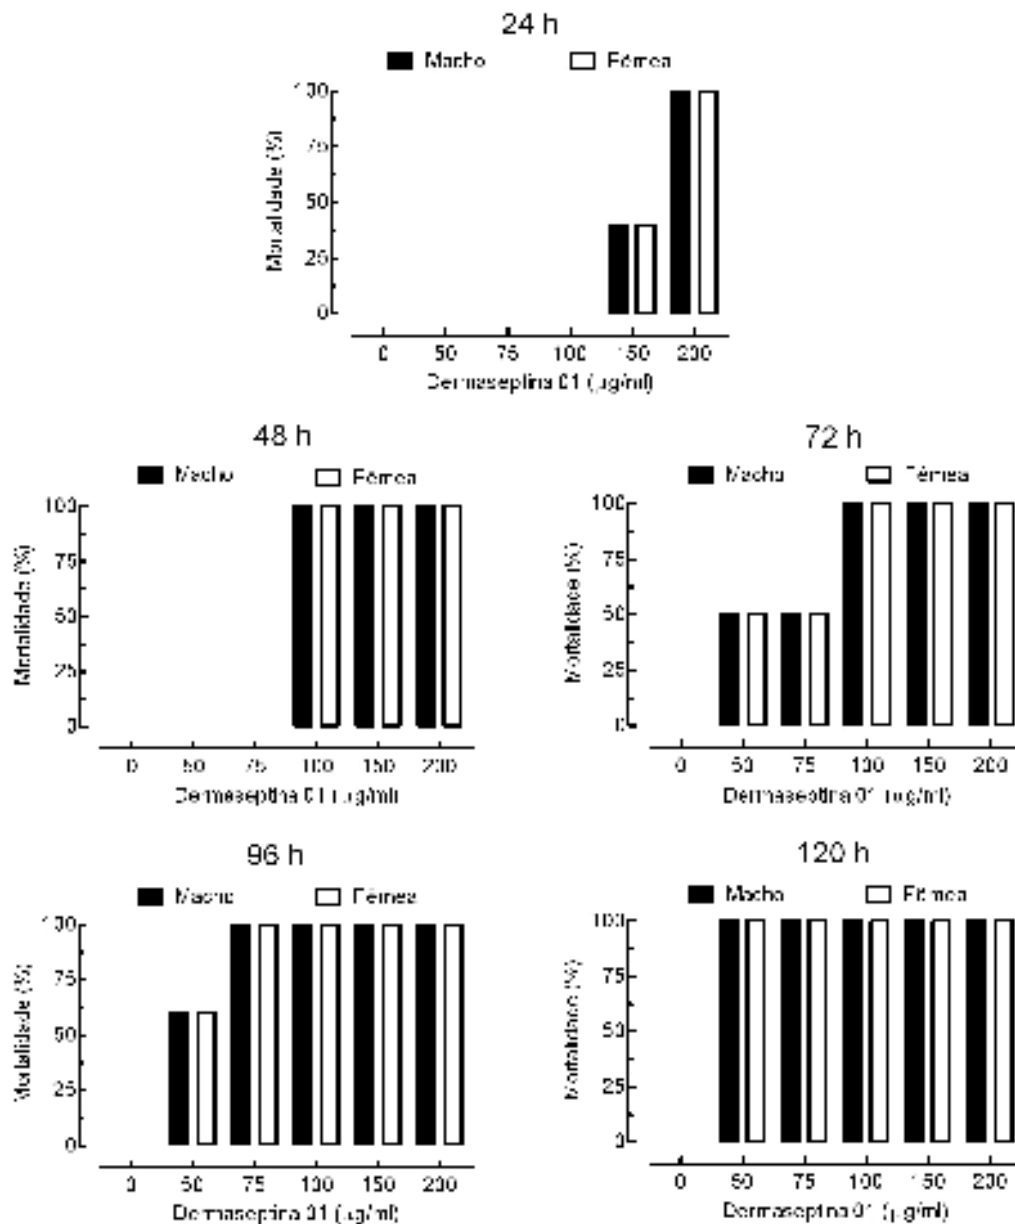 24 h
Macho Fêmea
Mortalidade (%)
100
75
50
25
0
0 50 75 100 150 200
Dermaseptina 01 (µg/ml)
48 h
Macho Fêmea
Mortalidade (%)
100
75
50
25
0
0 50 75 100 150 200
Dermaseptina 01 (µg/ml)
72 h
Macho Fêmea
Mortalidade (%)
100
75
50
25
0
0 50 75 100 150 200
Dermaseptina 01 (µg/ml)
96 h
Macho Fêmea
Mortalidade (%)
100
75
50
25
0
0 50 75 100 150 200
Dermaseptina 01 (µg/ml)
120 h
Macho Fêmea
Mortalidade (%)
100
75
50
25
0
0 50 75 100 150 200
Dermaseptina 01 (µg/ml)